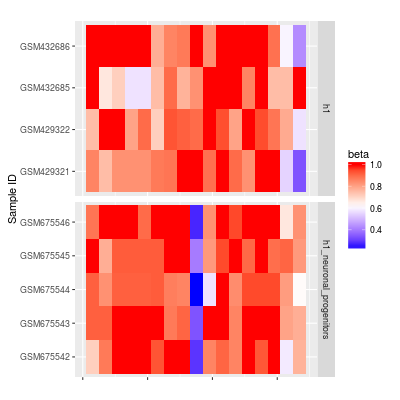 GSM432686
GSM432685
GSM429322
GSM429321
h1
GSM675546
GSM675545
GSM675544
GSM675543
GSM675542
h1_neuronal_progenitors
Sample ID
beta
1.0
0.8
0.6
0.4